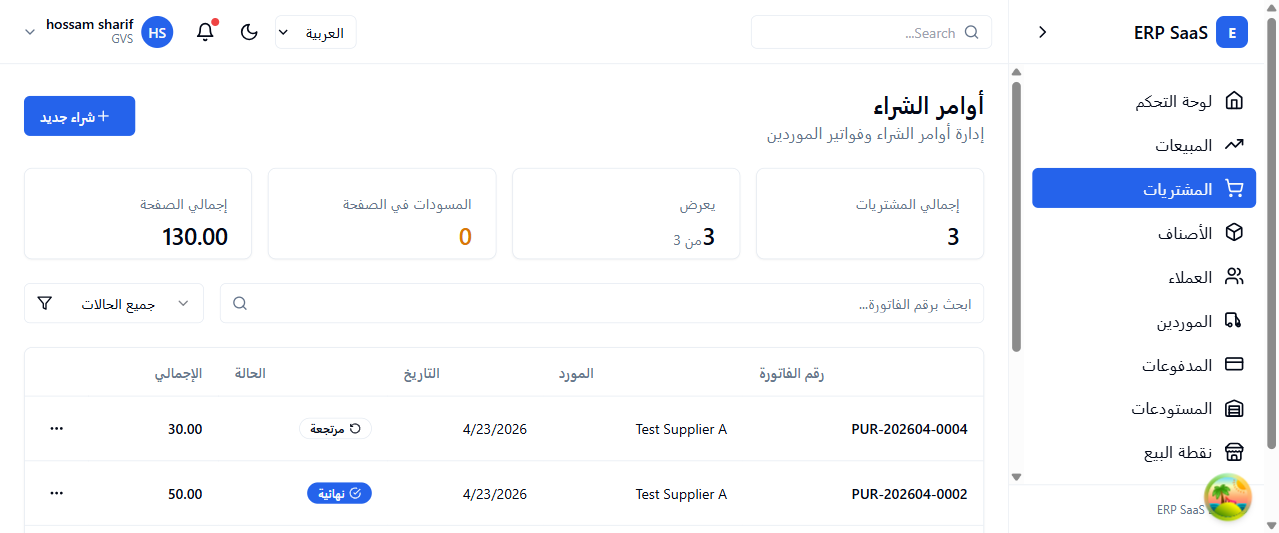 E ERP SaaS
Search...
العربية
HS hossam sharif
GVS
لوحة التحكم
المبيعات
المشتريات
الأصناف
العملاء
الموردين
المدفوعات
المستودعات
نقطة البيع
ERP SaaS
أوامر الشراء
إدارة أوامر الشراء وفواتير الموردين
+ شراء جديد
إجمالي المشتريات
3
يعرض
3 من 3
المسودات في الصفحة
0
إجمالي الصفحة
130.00
ابحث برقم الفاتورة...
جميع الحالات
رقم الفاتورة المورد التاريخ الحالة الإجمالي
PUR-202604-0004 Test Supplier A 4/23/2026 مرتجعة 30.00 ...
PUR-202604-0002 Test Supplier A 4/23/2026 نهائية 50.00 ...